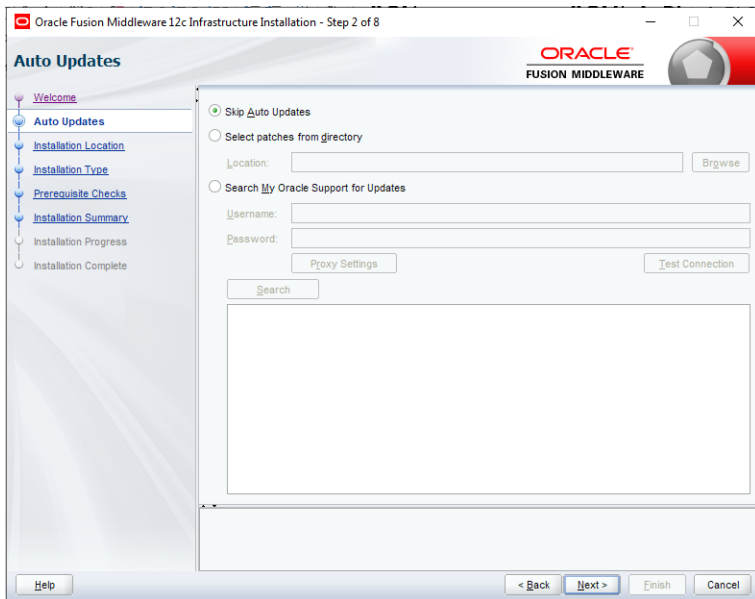 Oracle Fusion Middleware 12c Infrastructure Installation - Step 2 of 8
Auto Updates
ORACLE
FUSION MIDDLEWARE
Welcome
Auto Updates
Installation Location
Installation Type
Prerequisite Checks
Installation Summary
Installation Progress
Installation Complete
Skip Auto Updates
Select patches from directory
Location:
Browse
Search My Oracle Support for Updates
Username:
Password:
Proxy Settings
Test Connection
Search
Help
< Back
Next >
Finish
Cancel